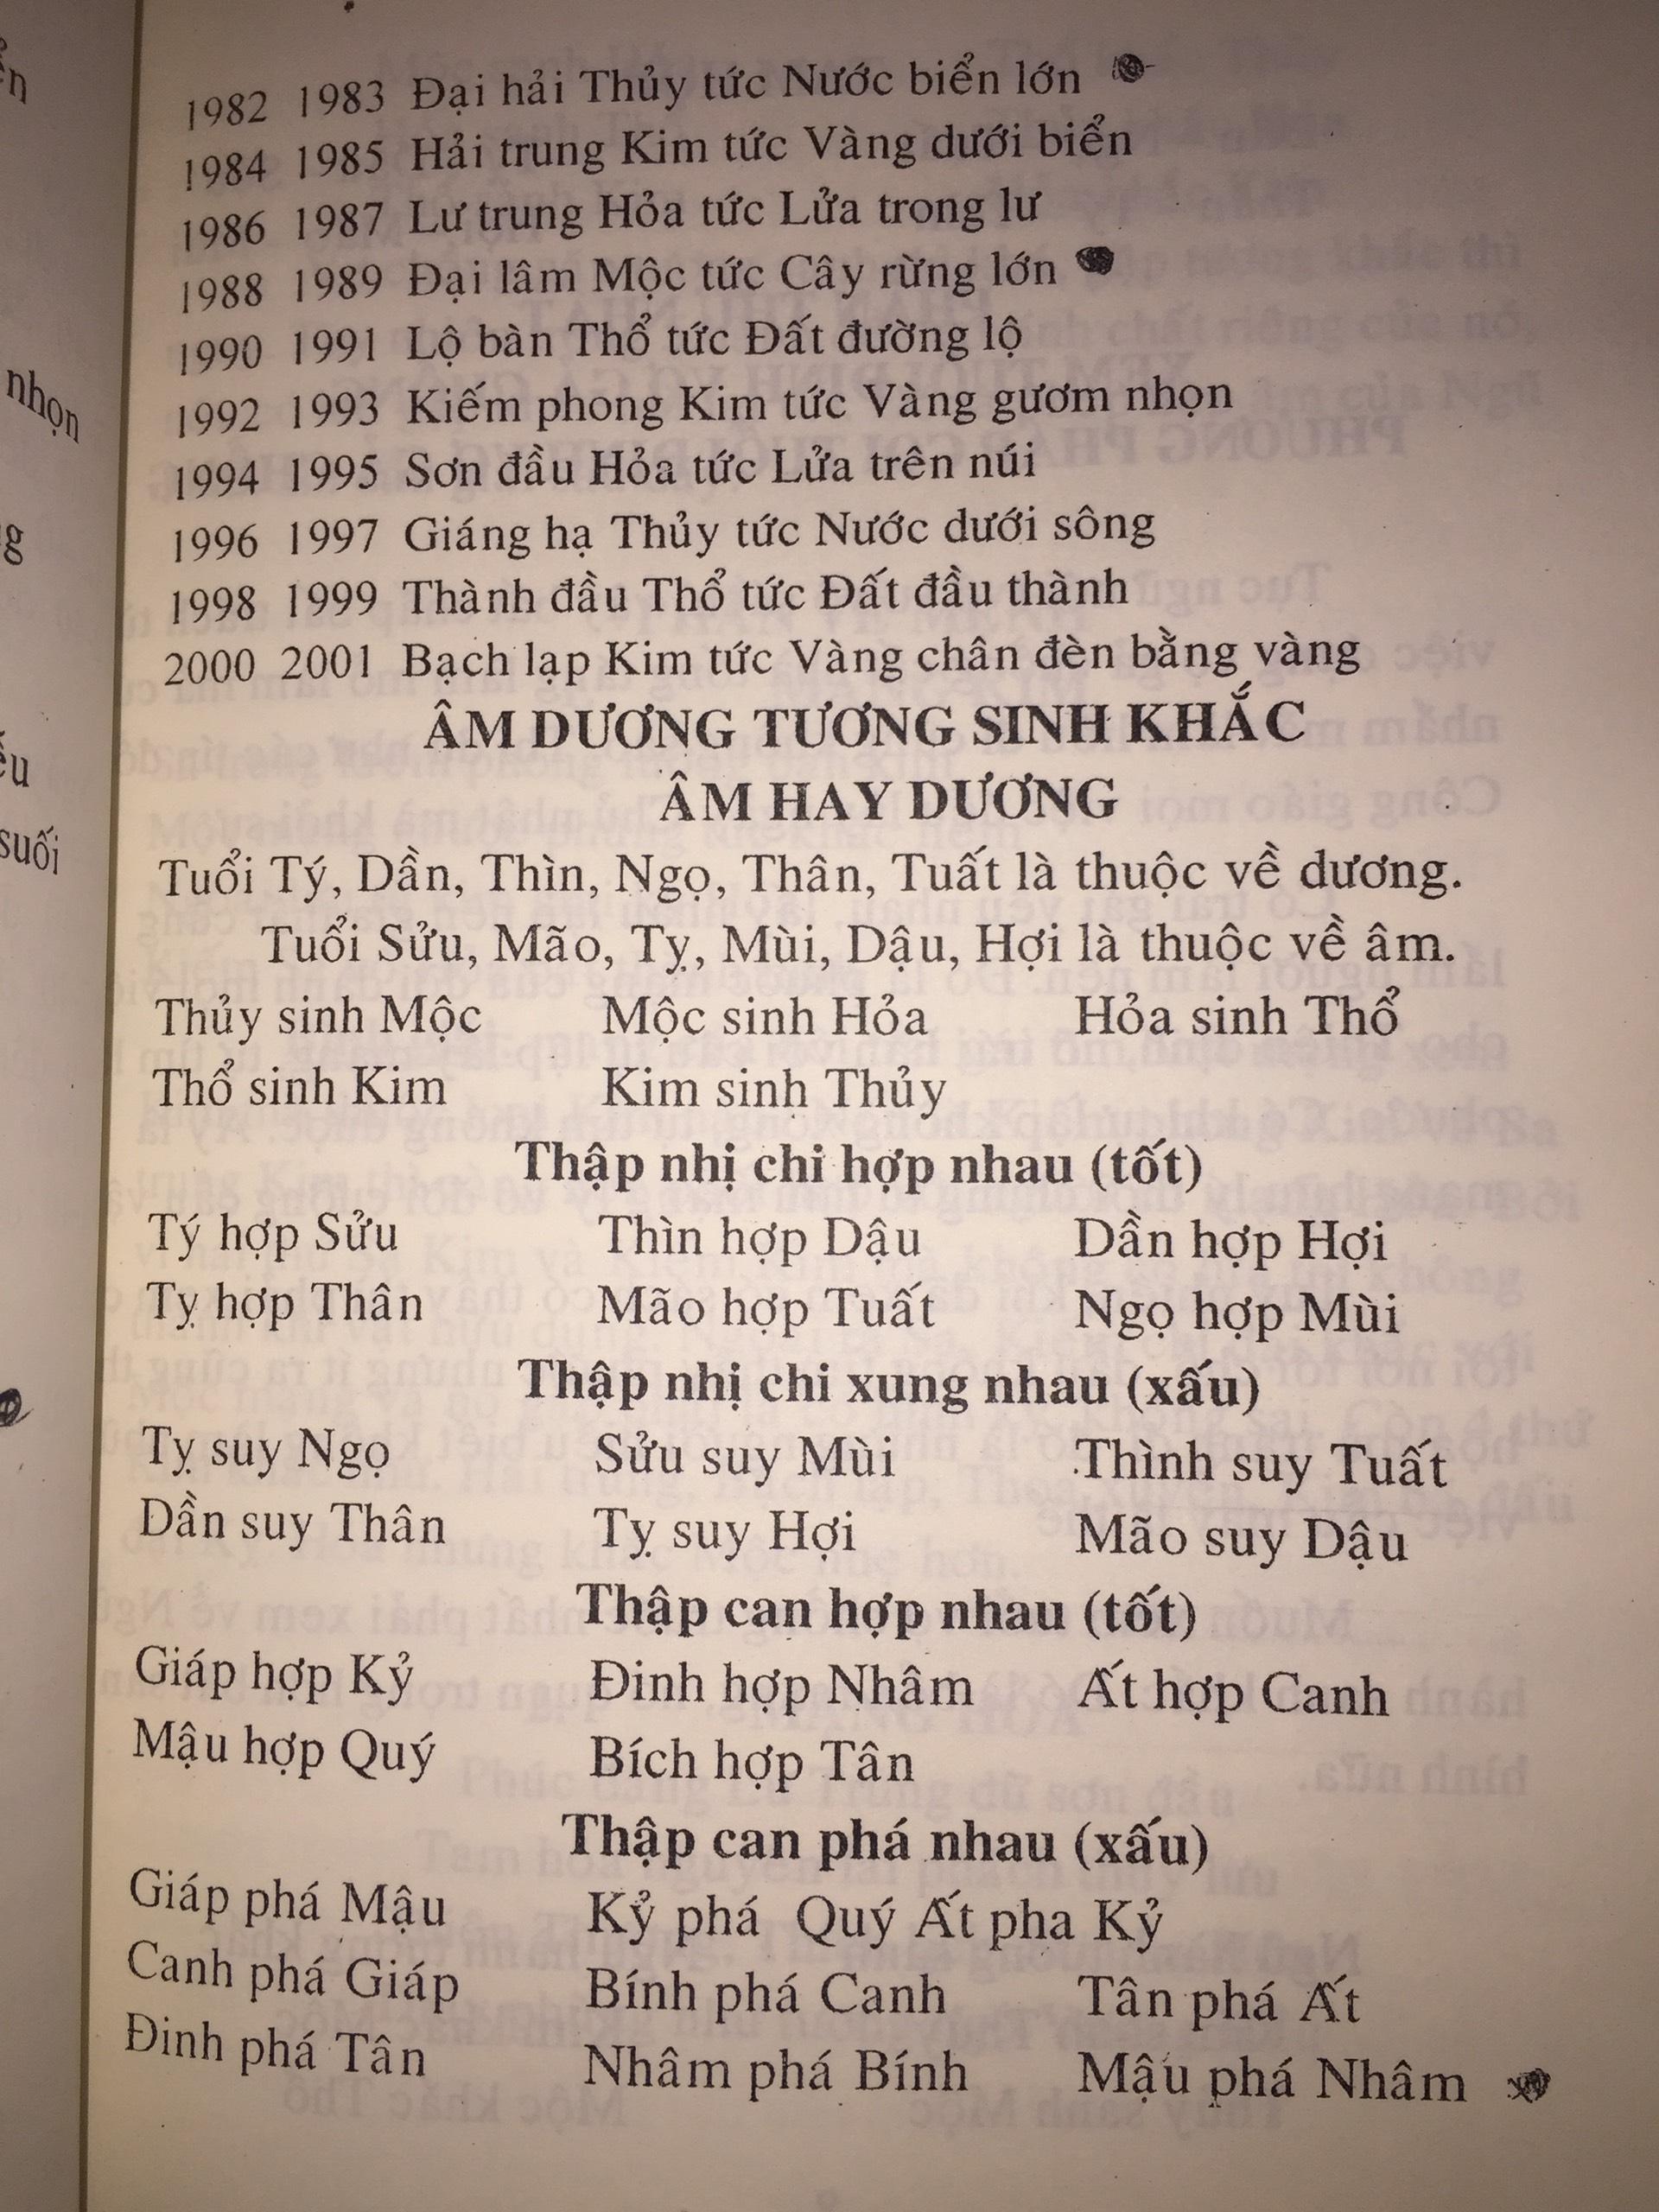 ển
nhọn
ng
ều
suối
1982 1983 Đại hải Thủy tức Nước biển lớn
1984 1985 Hải trung Kim tức Vàng dưới biển
1986 1987 Lư trung Hỏa tức Lửa trong lư
1988 1989 Đại lâm Mộc tức Cây rừng lớn
1990 1991 Lộ bàn Thổ tức Đất đường lộ
1992 1993 Kiếm phong Kim tức Vàng gươm nhọn
1994 1995 Sơn đầu Hỏa tức Lửa trên núi
1996 1997 Giáng hạ Thủy tức Nước dưới sông
1998 1999 Thành đầu Thổ tức Đất đầu thành
2000 2001 Bạch lạp Kim tức Vàng chân đèn bằng vàng
ÂM DƯƠNG TƯƠNG SINH KHẮC
ÂM HAY DƯƠNG
Tuổi Tý, Dần, Thìn, Ngọ, Thân, Tuất là thuộc về dương.
Tuổi Sửu, Mão, Tỵ, Mùi, Dậu, Hợi là thuộc về âm.
Thủy sinh Mộc Mộc sinh Hỏa Hỏa sinh Thổ
Thổ sinh Kim Kim sinh Thủy
Thập nhị chi hợp nhau (tốt)
Tý hợp Sửu Thìn hợp Dậu Dần hợp Hợi
Tỵ hợp Thân Mão hợp Tuất Ngọ hợp Mùi
Thập nhị chi xung nhau (xấu)
Tỵ suy Ngọ Sửu suy Mùi Thình suy Tuất
Dần suy Thân Tỵ suy Hợi Mão suy Dậu
Thập can hợp nhau (tốt)
Giáp hợp Kỷ Đinh hợp Nhâm Ất hợp Canh
Mậu hợp Quý Bích hợp Tân
Thập can phá nhau (xấu)
Giáp phá Mậu Kỷ phá Quý Ất pha Kỷ
Canh phá Giáp Bính phá Canh Tân phá Ất
Đinh phá Tân Nhâm phá Bính Mậu phá Nhâm